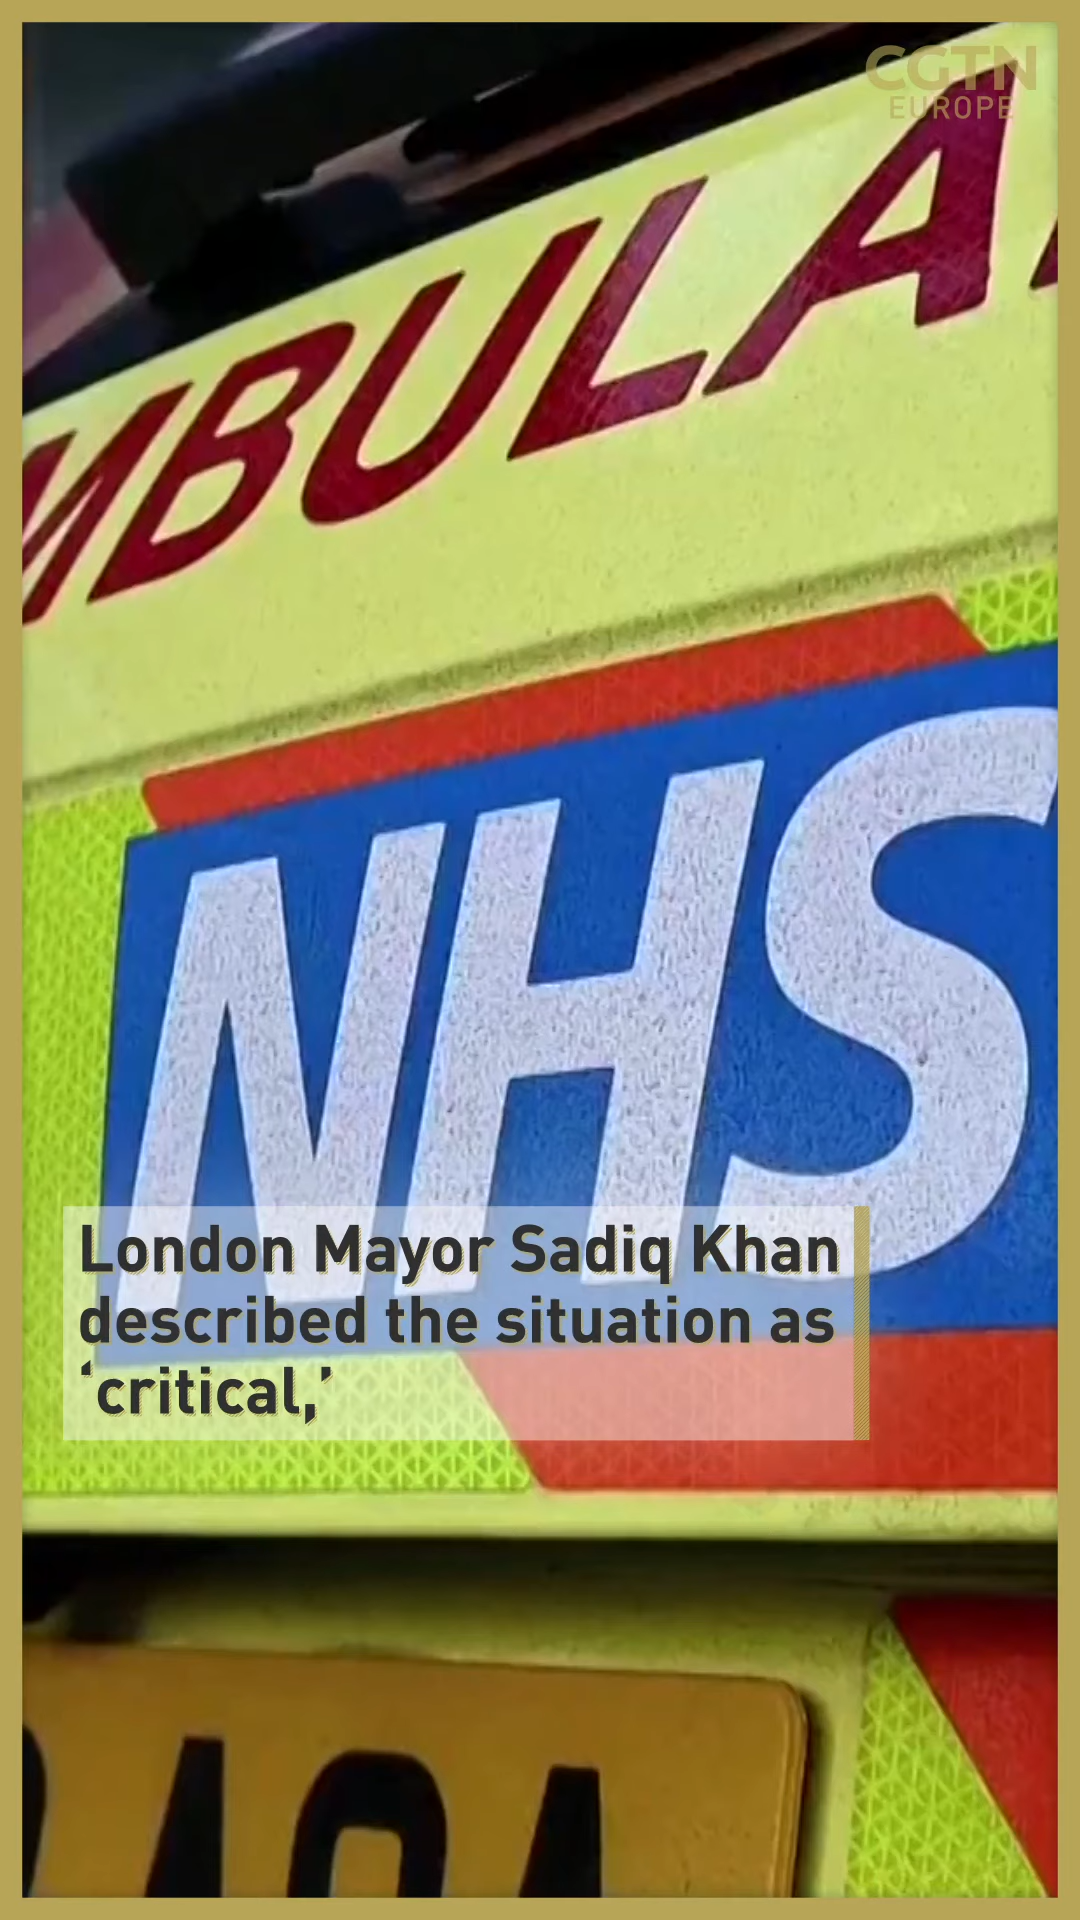 CGTN
EUROPE
MBULA
NHS
London Mayor Sadiq Khan
described the situation as
‘critical,’